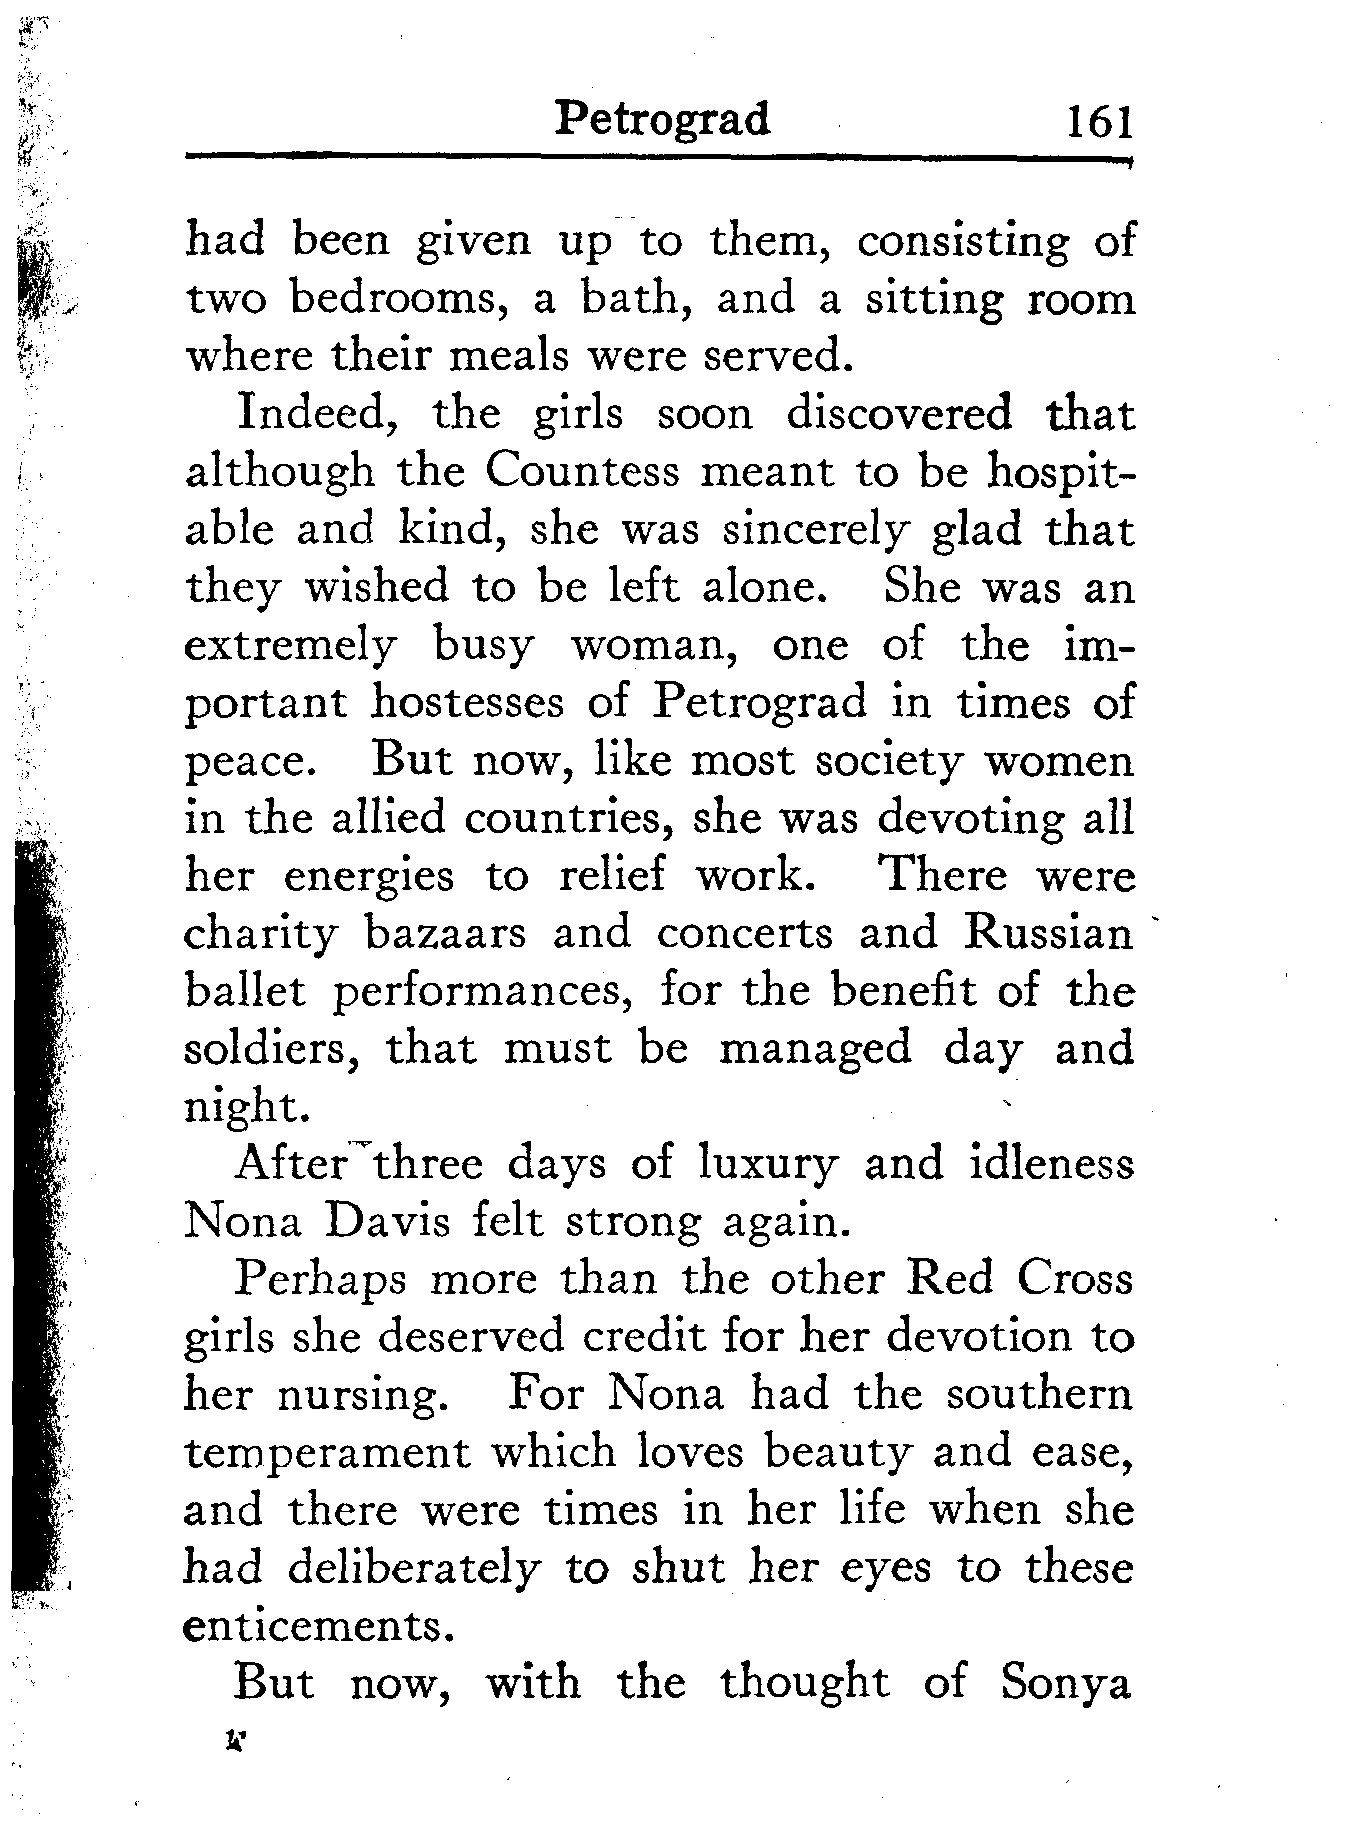 Petrograd 161
had been given up to them, consisting of
two bedrooms, a bath, and a sitting room
where their meals were served.
Indeed, the girls soon discovered that
although the Countess meant to be hospit-
able and kind, she was sincerely glad that
they wished to be left alone. She was an
extremely busy woman, one of the im-
portant hostesses of Petrograd in times of
peace. But now, like most society women
in the allied countries, she was devoting all
her energies to relief work. There were
charity bazaars and concerts and Russian
ballet performances, for the benefit of the
soldiers, that must be managed day and
night.
After three days of luxury and idleness
Nona Davis felt strong again.
Perhaps more than the other Red Cross
girls she deserved credit for her devotion to
her nursing. For Nona had the southern
temperament which loves beauty and ease,
and there were times in her life when she
had deliberately to shut her eyes to these
enticements.
But now, with the thought of Sonya